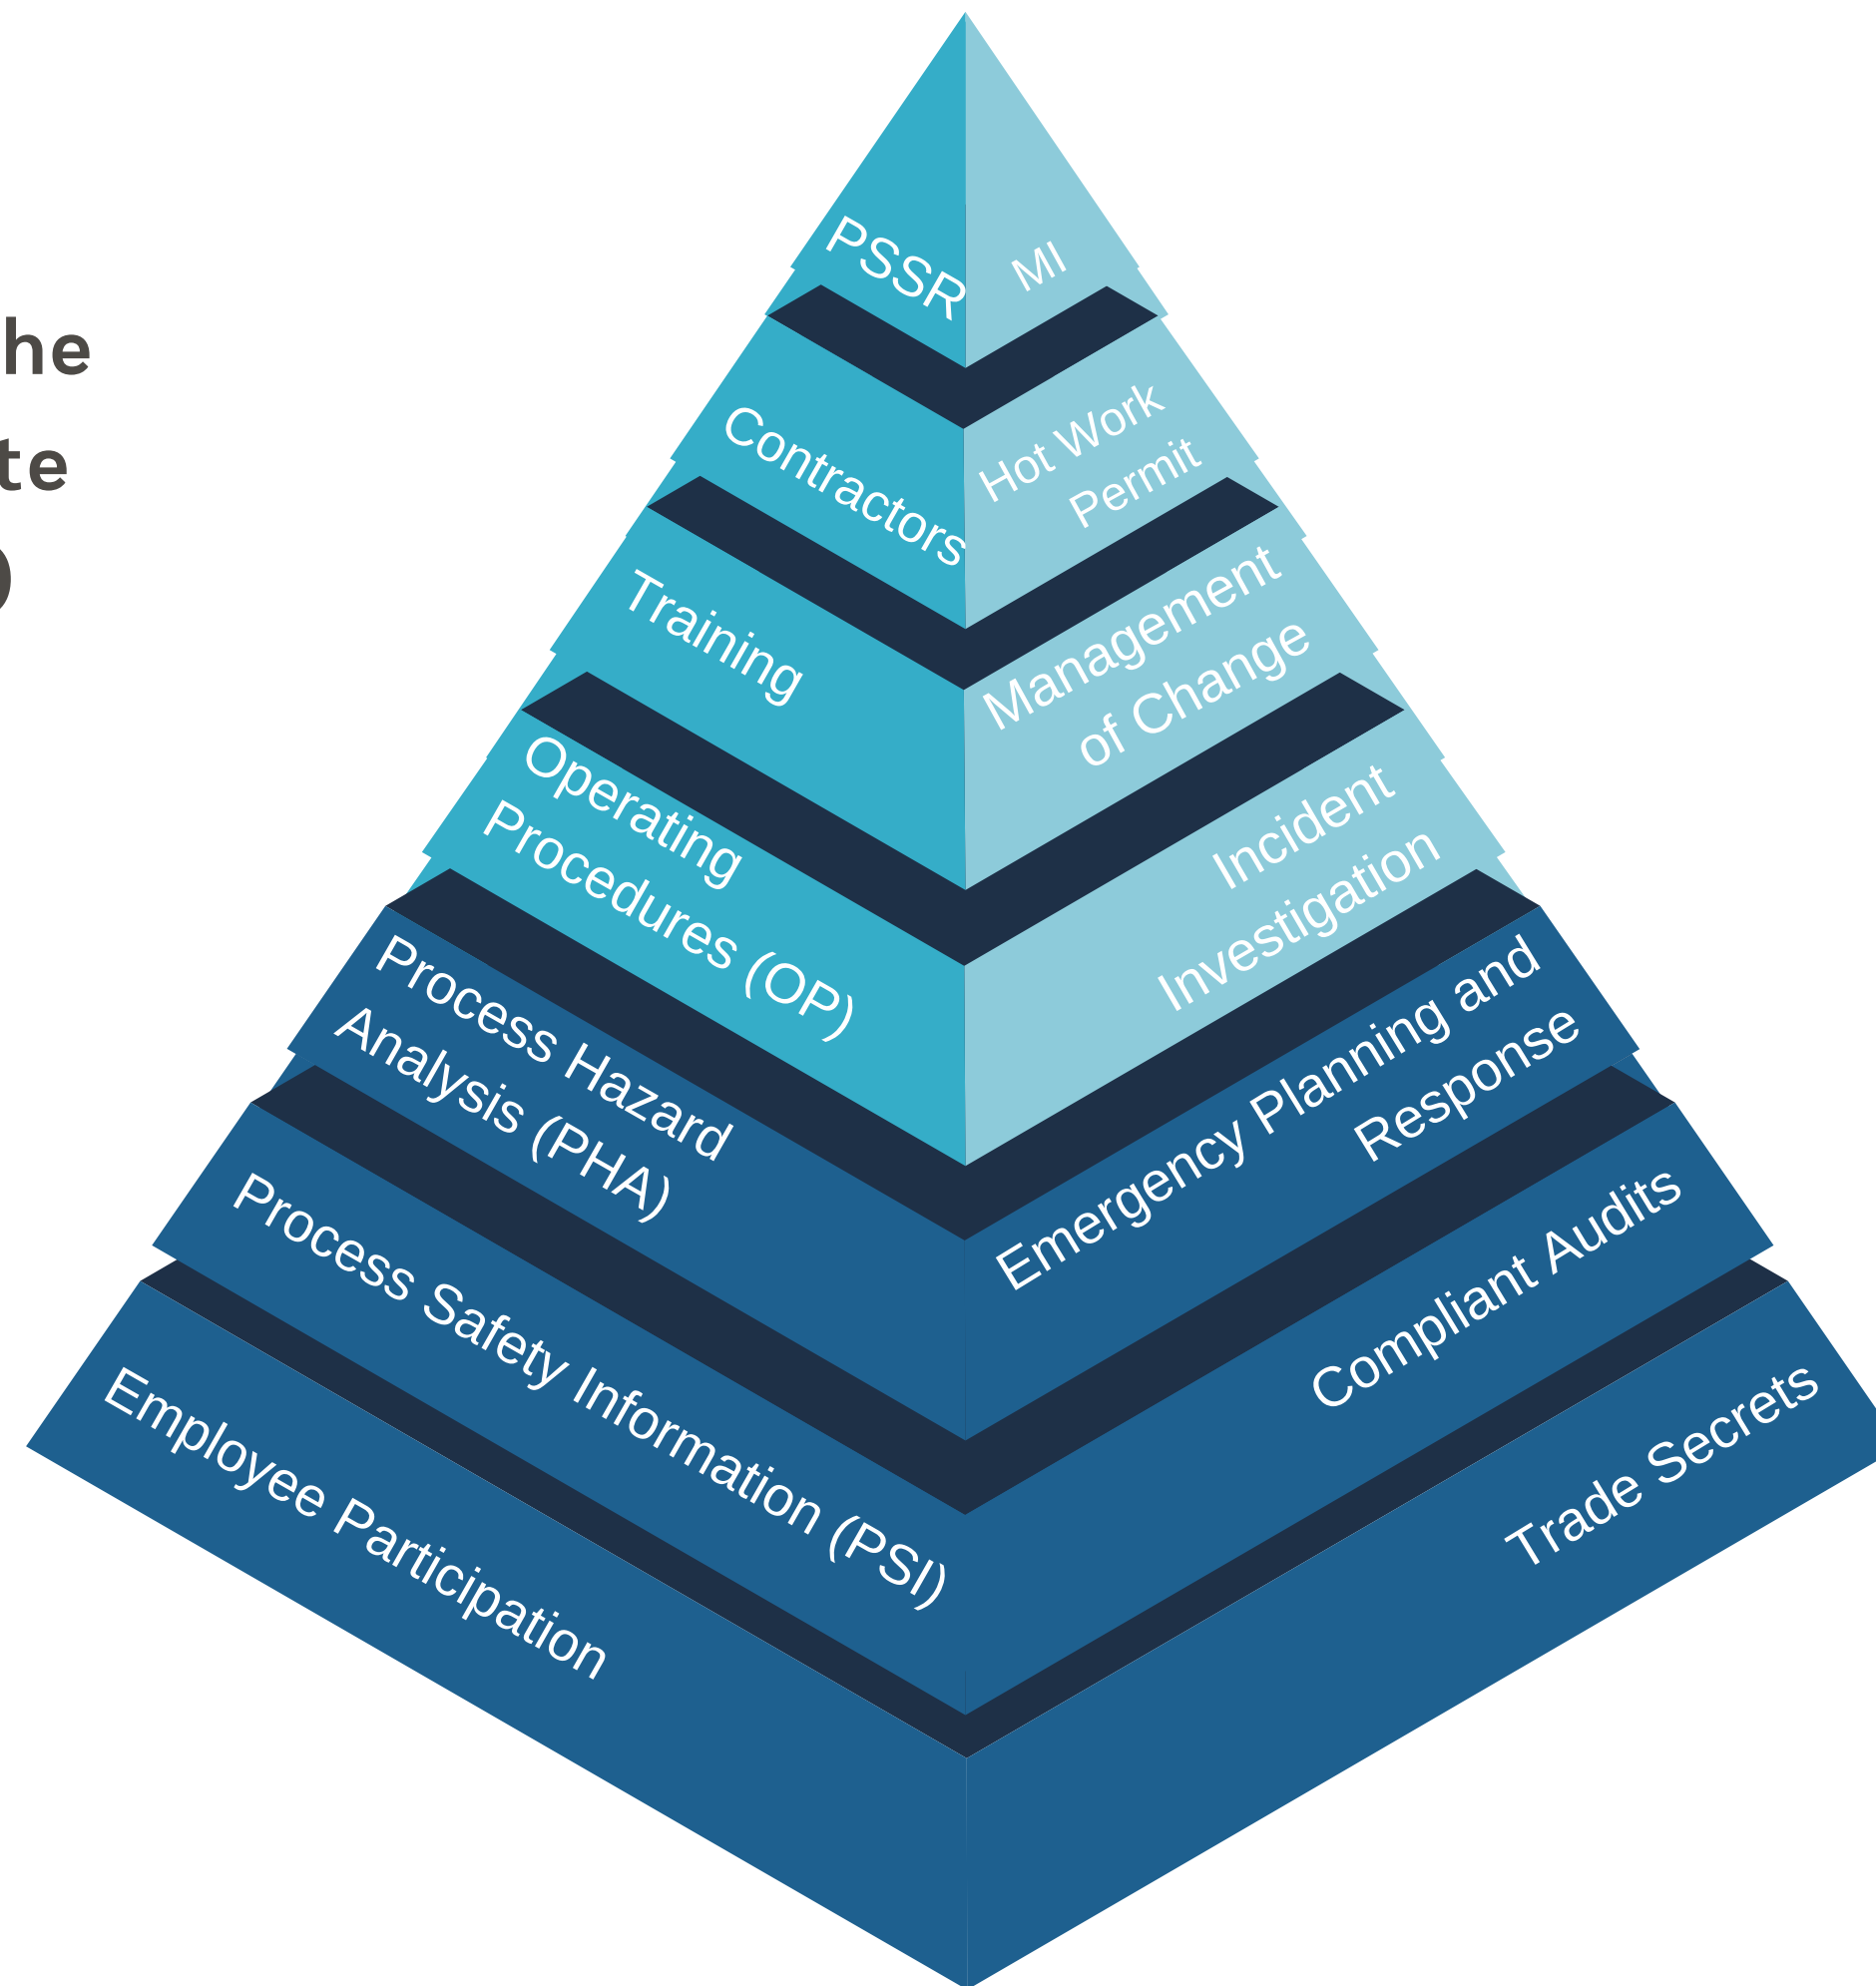 he
te
)
PSSR
MI
Contractors
Hot Work
Permit
Training
Management
of Change
Operating
Procedures (OP)
Incident
Investigation
Process Hazard
Analysis (PHA)
Emergency Planning and
Response
Process Safety Information (PSI)
Compliant Audits
Employee Participation
Trade Secrets